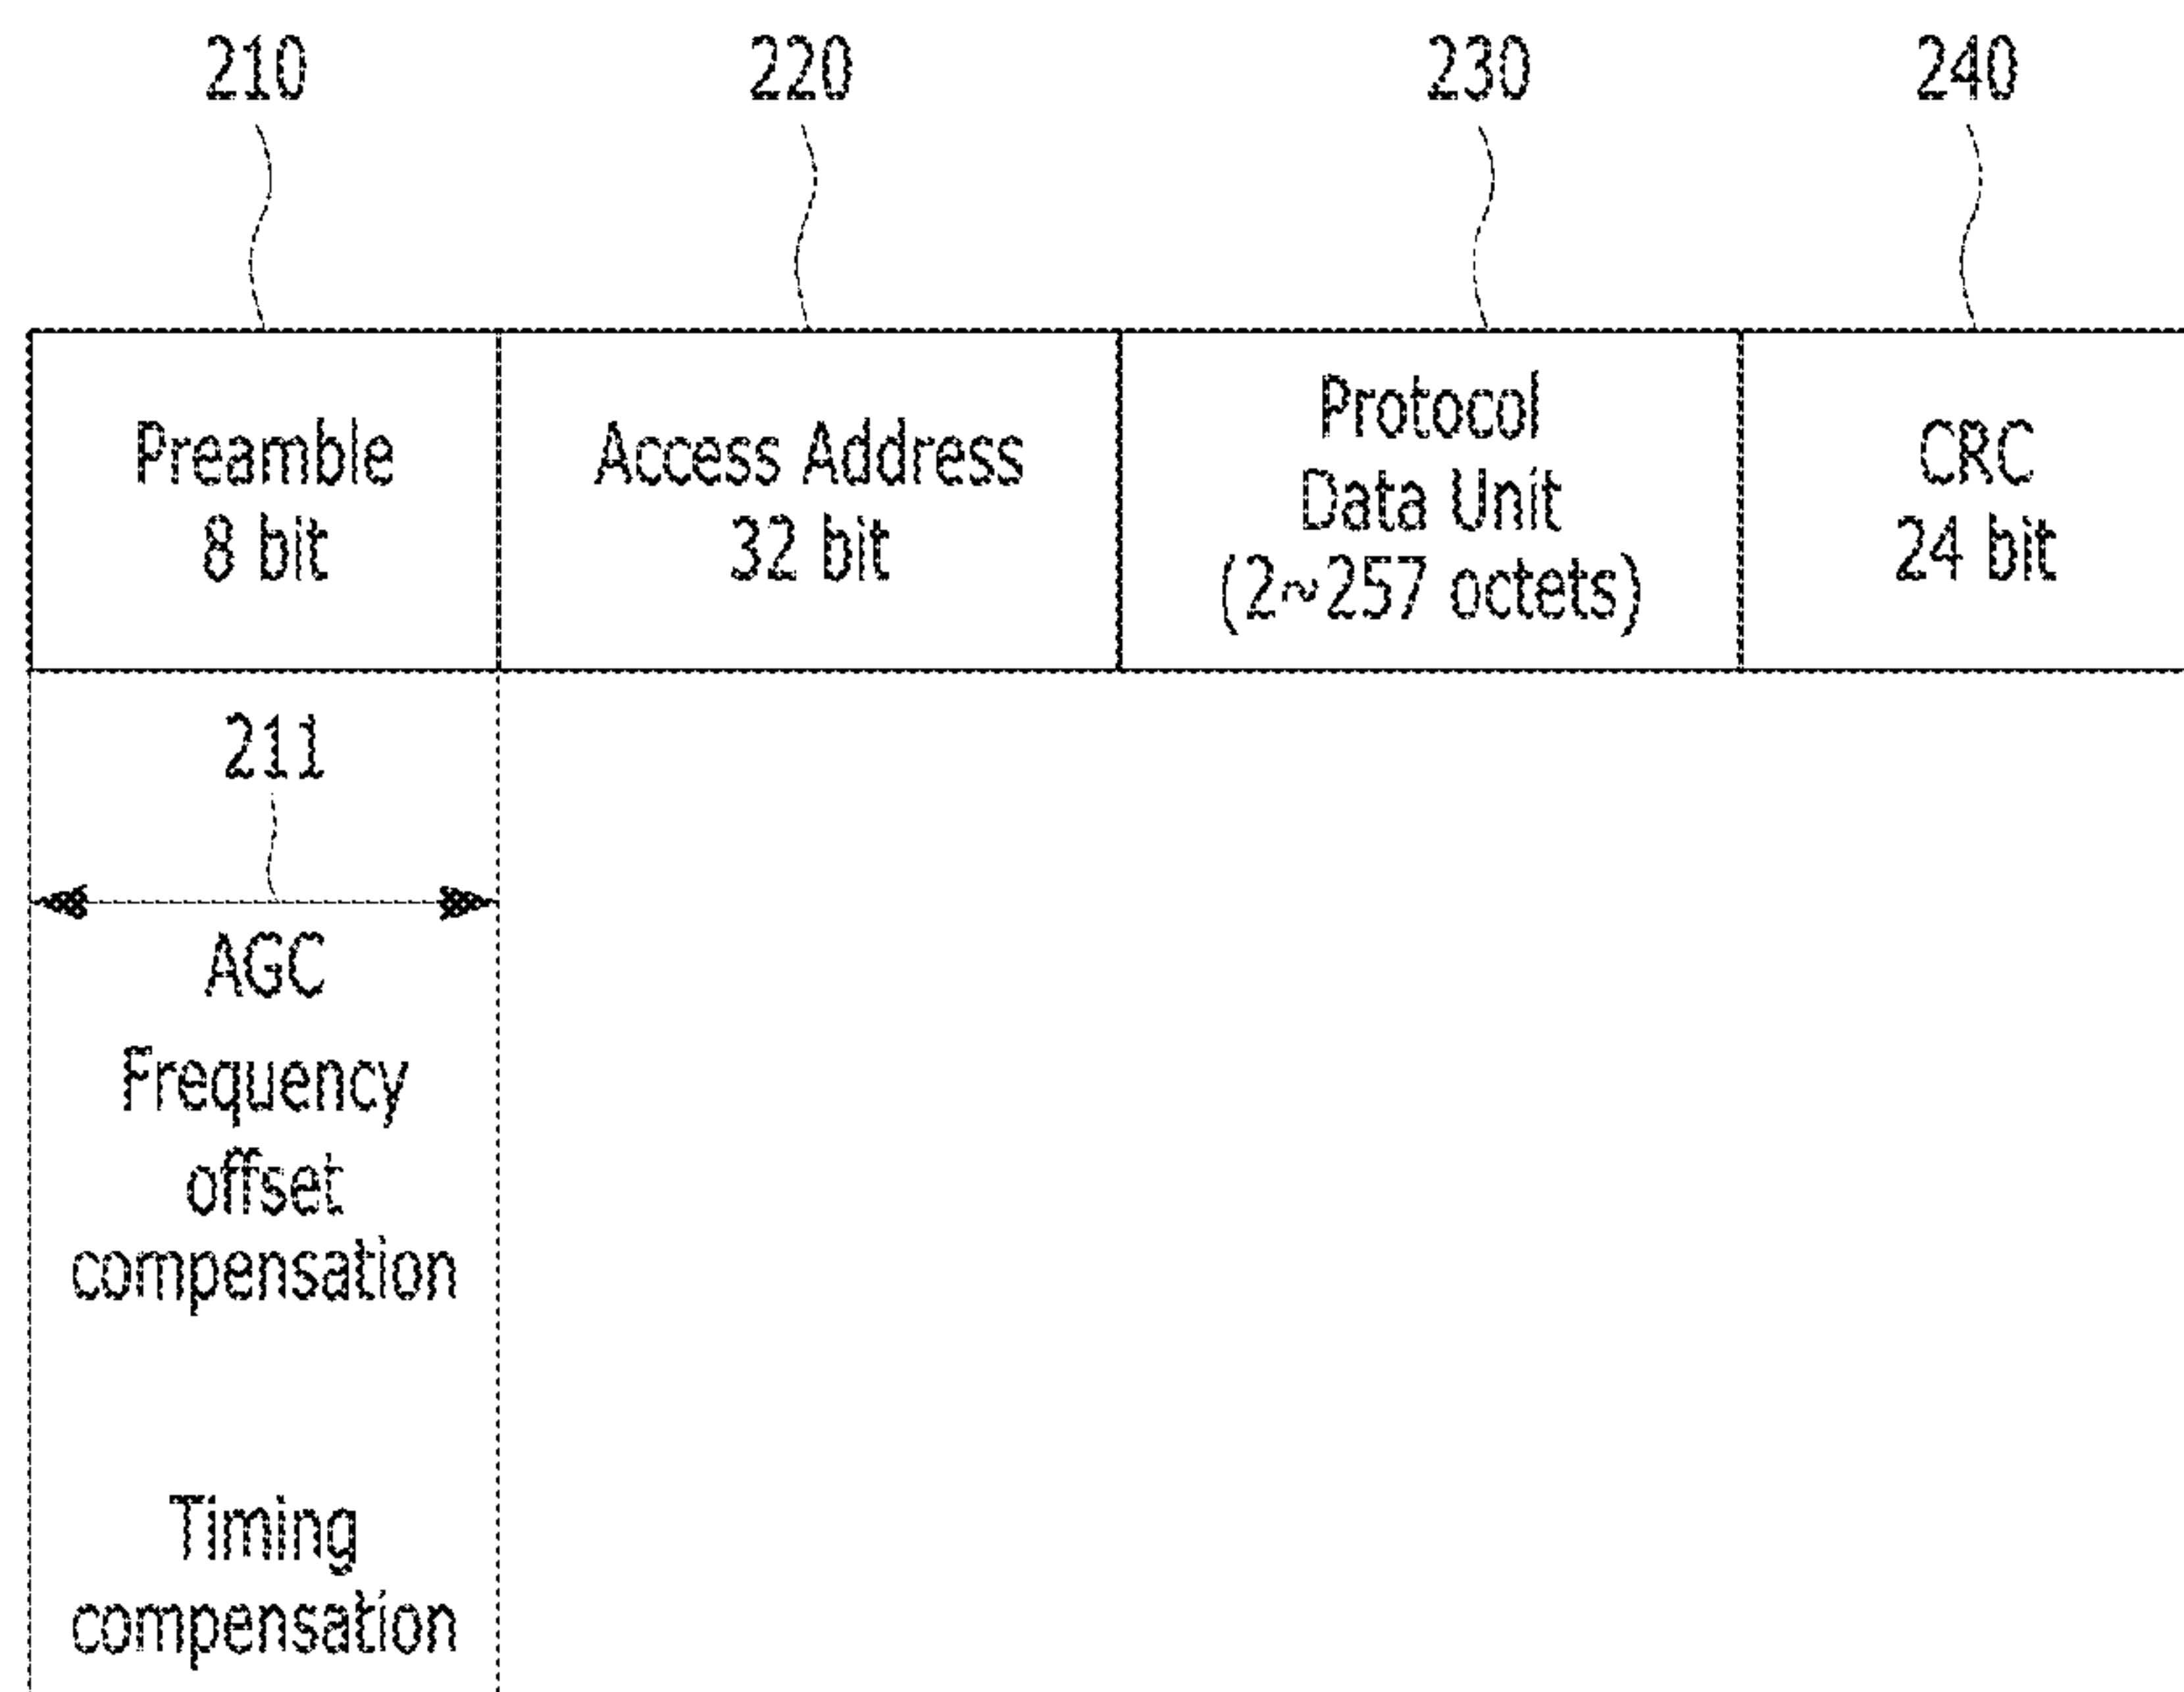 210
220
230
240
Preamble
8 bit
Access Address
32 bit
Protocol
Data Unit
(2~257 octets)
CRC
24 bit
211
AGC
Frequency
offset
compensation
Timing
compensation